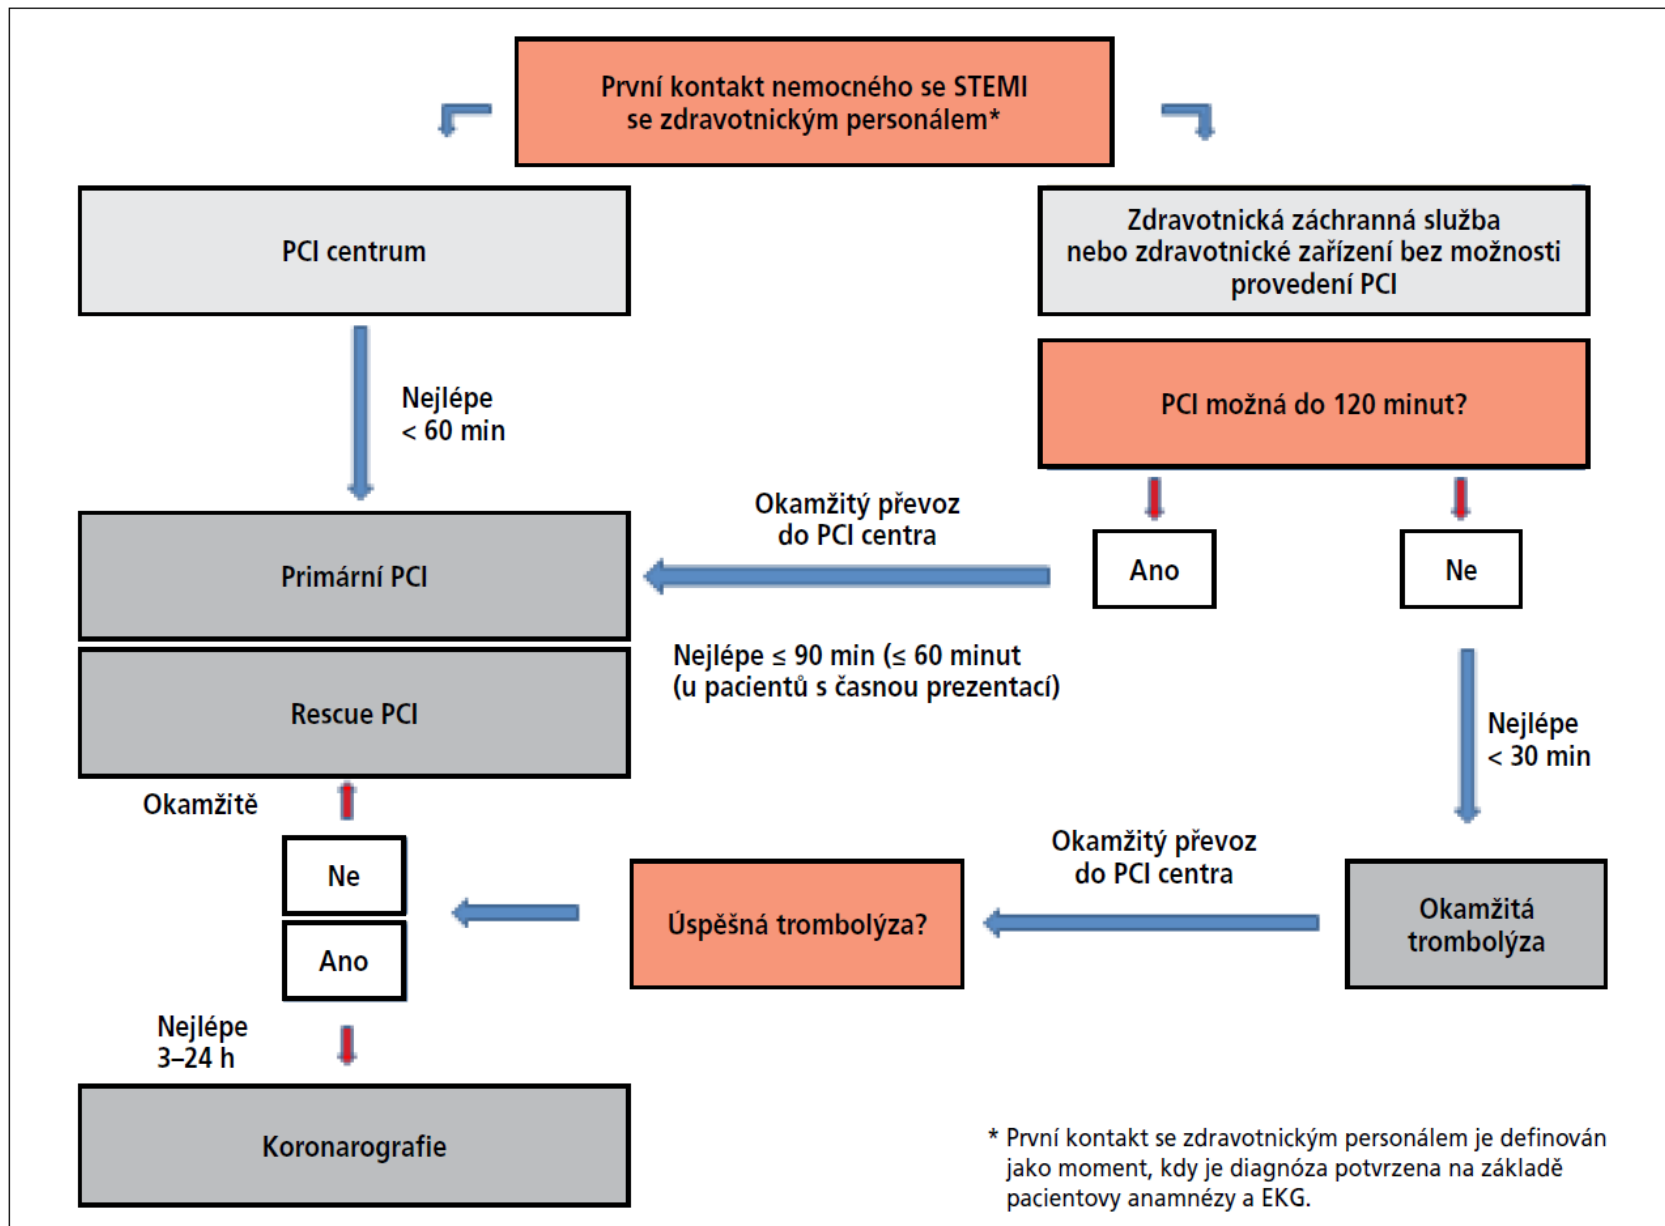 První kontakt nemocného se STEMI
se zdravotnickým personálem*
PCI centrum
Zdravotnická záchranná služba
nebo zdravotnické zařízení bez možnosti
provedení PCI
Nejlépe
< 60 min
PCI možná do 120 minut?
Okamžitý převoz
do PCI centra
Ano
Ne
Primární PCI
Nejlépe ≤ 90 min (≤ 60 minut
(u pacientů s časnou prezentací)
Rescue PCI
Nejlépe
< 30 min
Okamžitě
Okamžitý převoz
do PCI centra
Ne
Ano
Úspěšná trombolýza?
Okamžitá
trombolýza
Nejlépe
3–24 h
Koronarografie
* První kontakt se zdravotnickým personálem je definován
jako moment, kdy je diagnóza potvrzena na základě
pacientovy anamnézy a EKG.